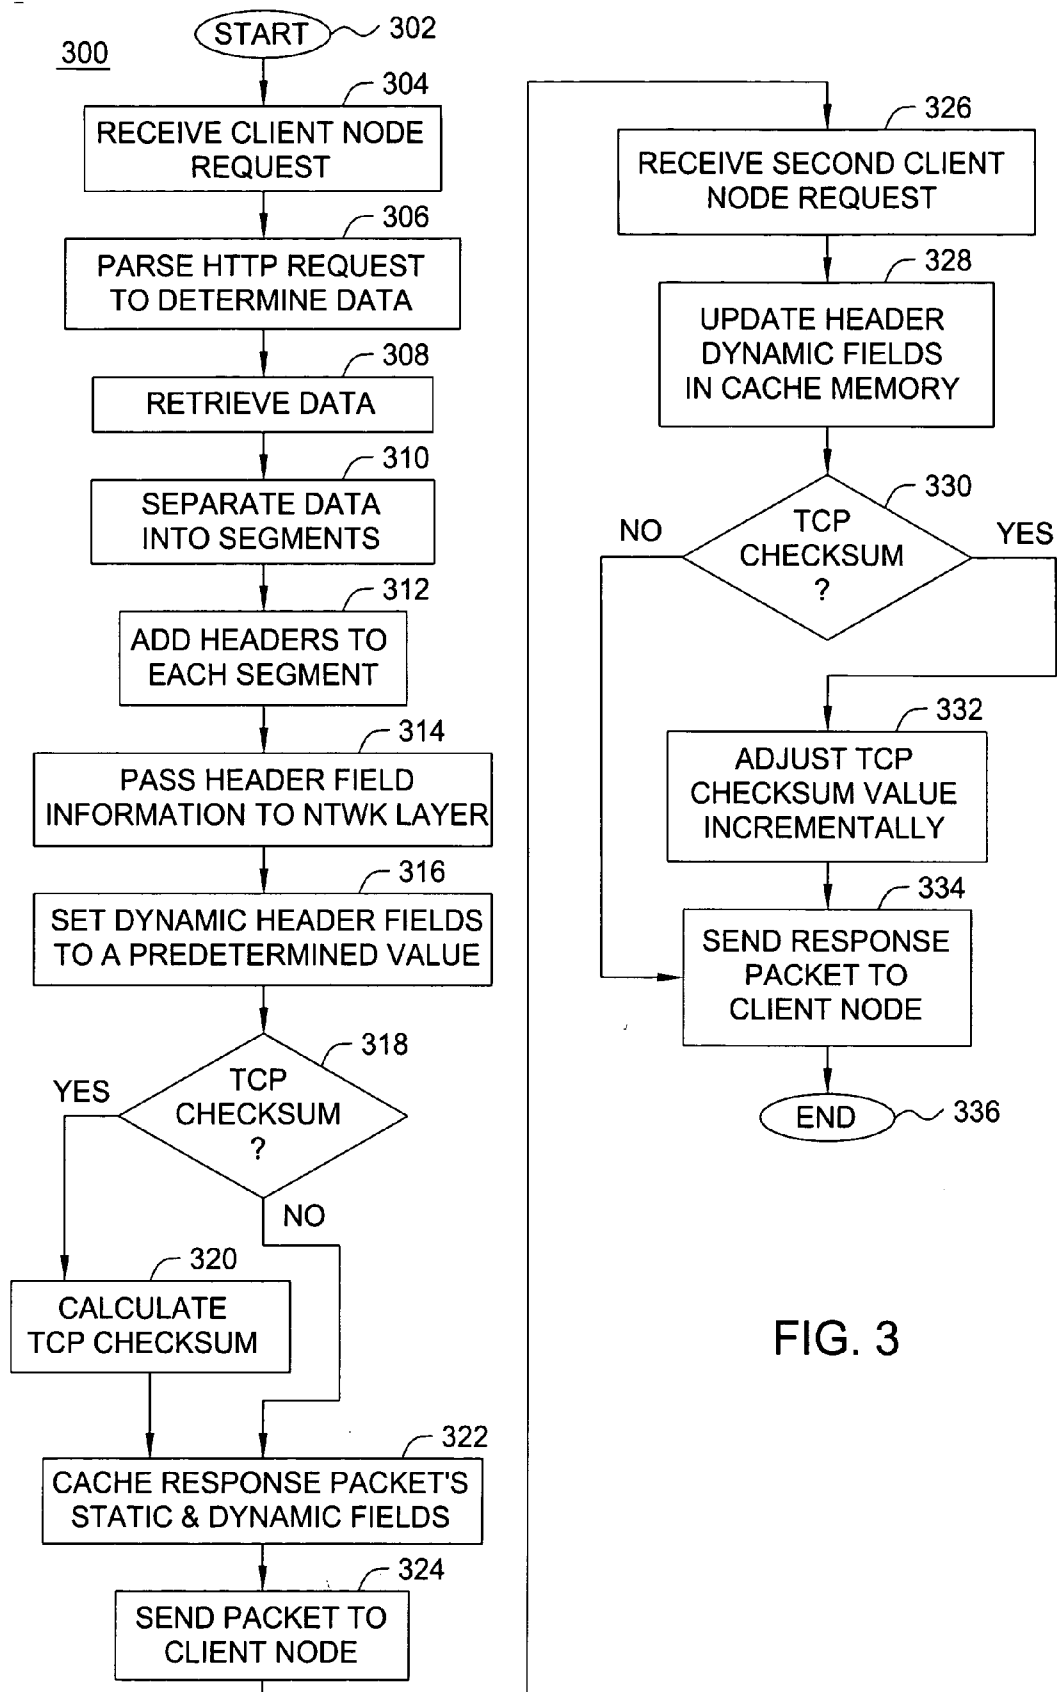 300
START
302
304
RECEIVE CLIENT NODE
REQUEST
306
PARSE HTTP REQUEST
TO DETERMINE DATA
308
RETRIEVE DATA
310
SEPARATE DATA
INTO SEGMENTS
312
ADD HEADERS TO
EACH SEGMENT
314
PASS HEADER FIELD
INFORMATION TO NTWK LAYER
316
SET DYNAMIC HEADER FIELDS
TO A PREDETERMINED VALUE
318
TCP
CHECKSUM
?
YES
NO
320
CALCULATE
TCP CHECKSUM
322
CACHE RESPONSE PACKET'S
STATIC & DYNAMIC FIELDS
324
SEND PACKET TO
CLIENT NODE
326
RECEIVE SECOND CLIENT
NODE REQUEST
328
UPDATE HEADER
DYNAMIC FIELDS
IN CACHE MEMORY
330
TCP
CHECKSUM
?
NO
YES
332
ADJUST TCP
CHECKSUM VALUE
INCREMENTALLY
334
SEND RESPONSE
PACKET TO
CLIENT NODE
END
336
FIG. 3